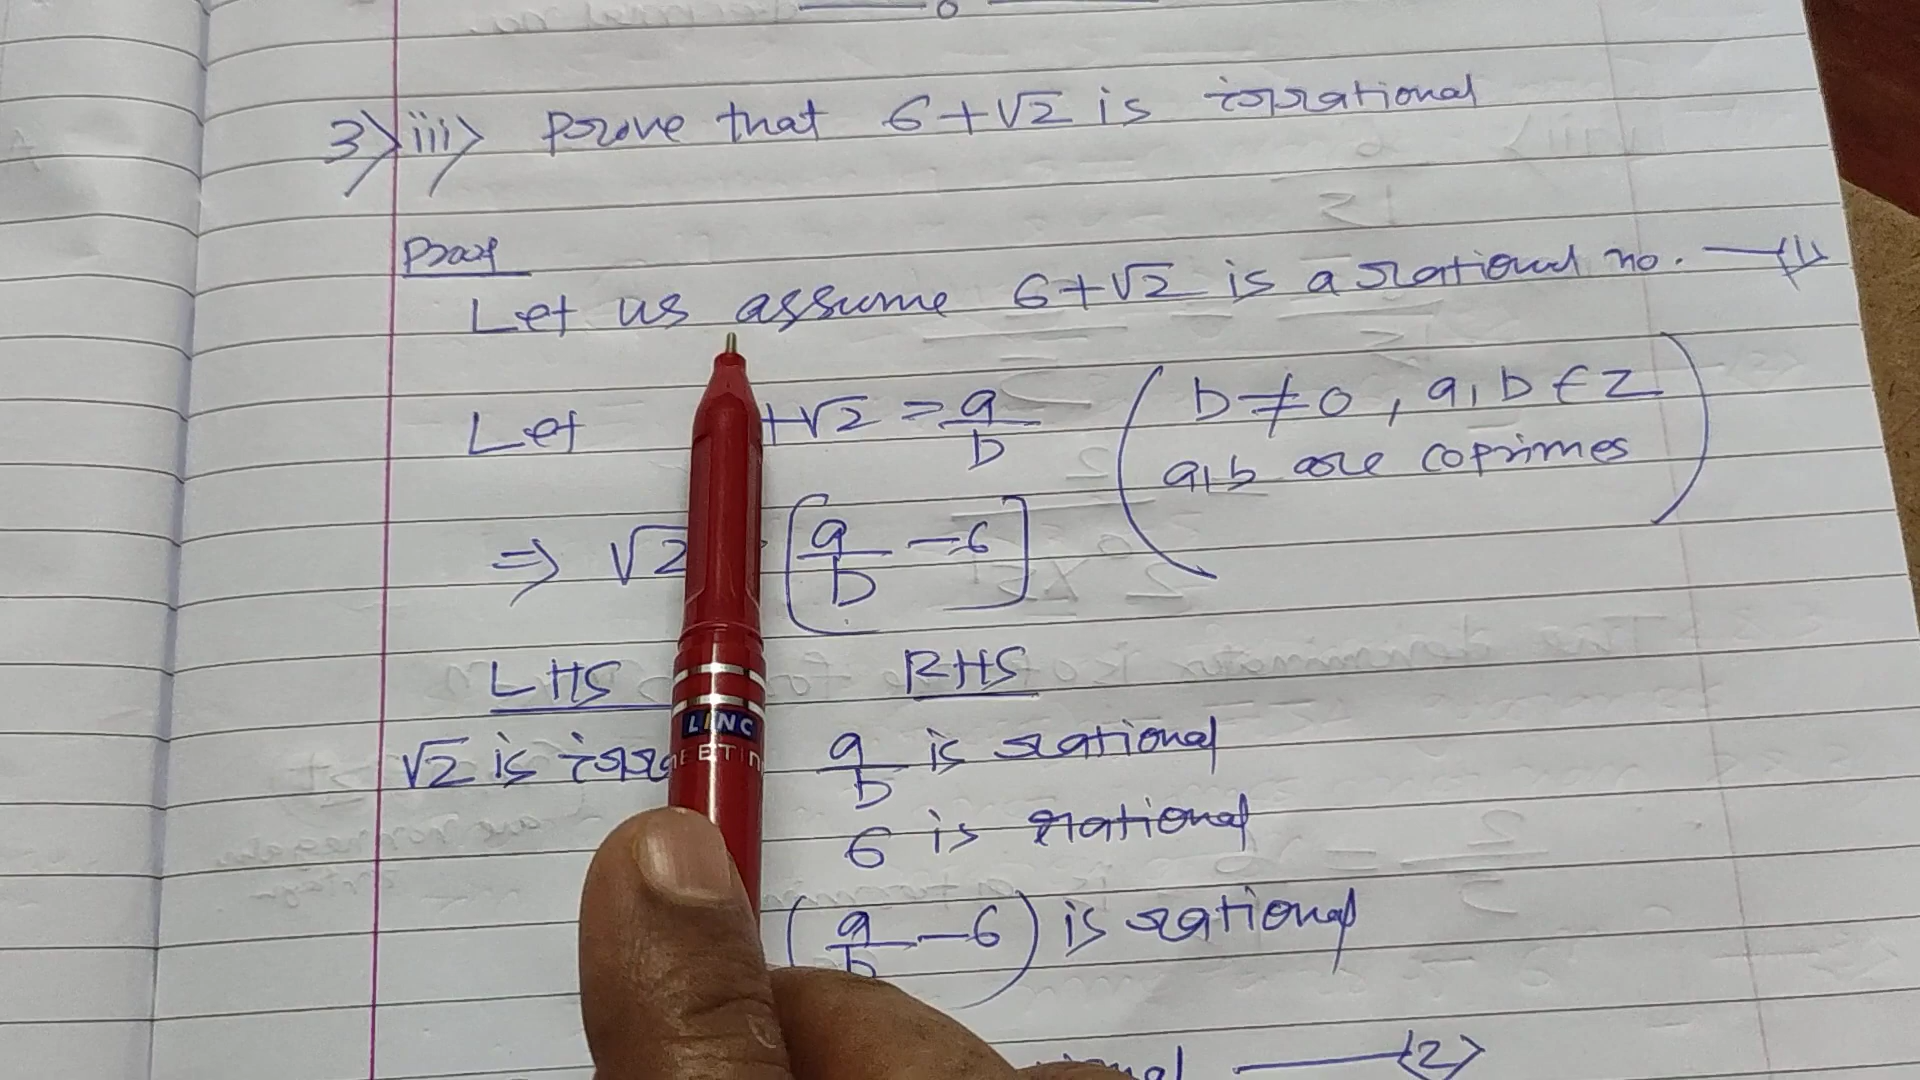 3) iii) Prove that 6+√2 is irrational
Proof
Let us assume 6+√2 is a rational no. —(1)
Let +√2 = a/b (b≠0, a,b ∈ Z
a,b are coprimes)
⇒ √2 [a/b −6]
LHS RHS
LINC
√2 is a/b is rational
6 is rational
(a/b −6) is rational
—(2)